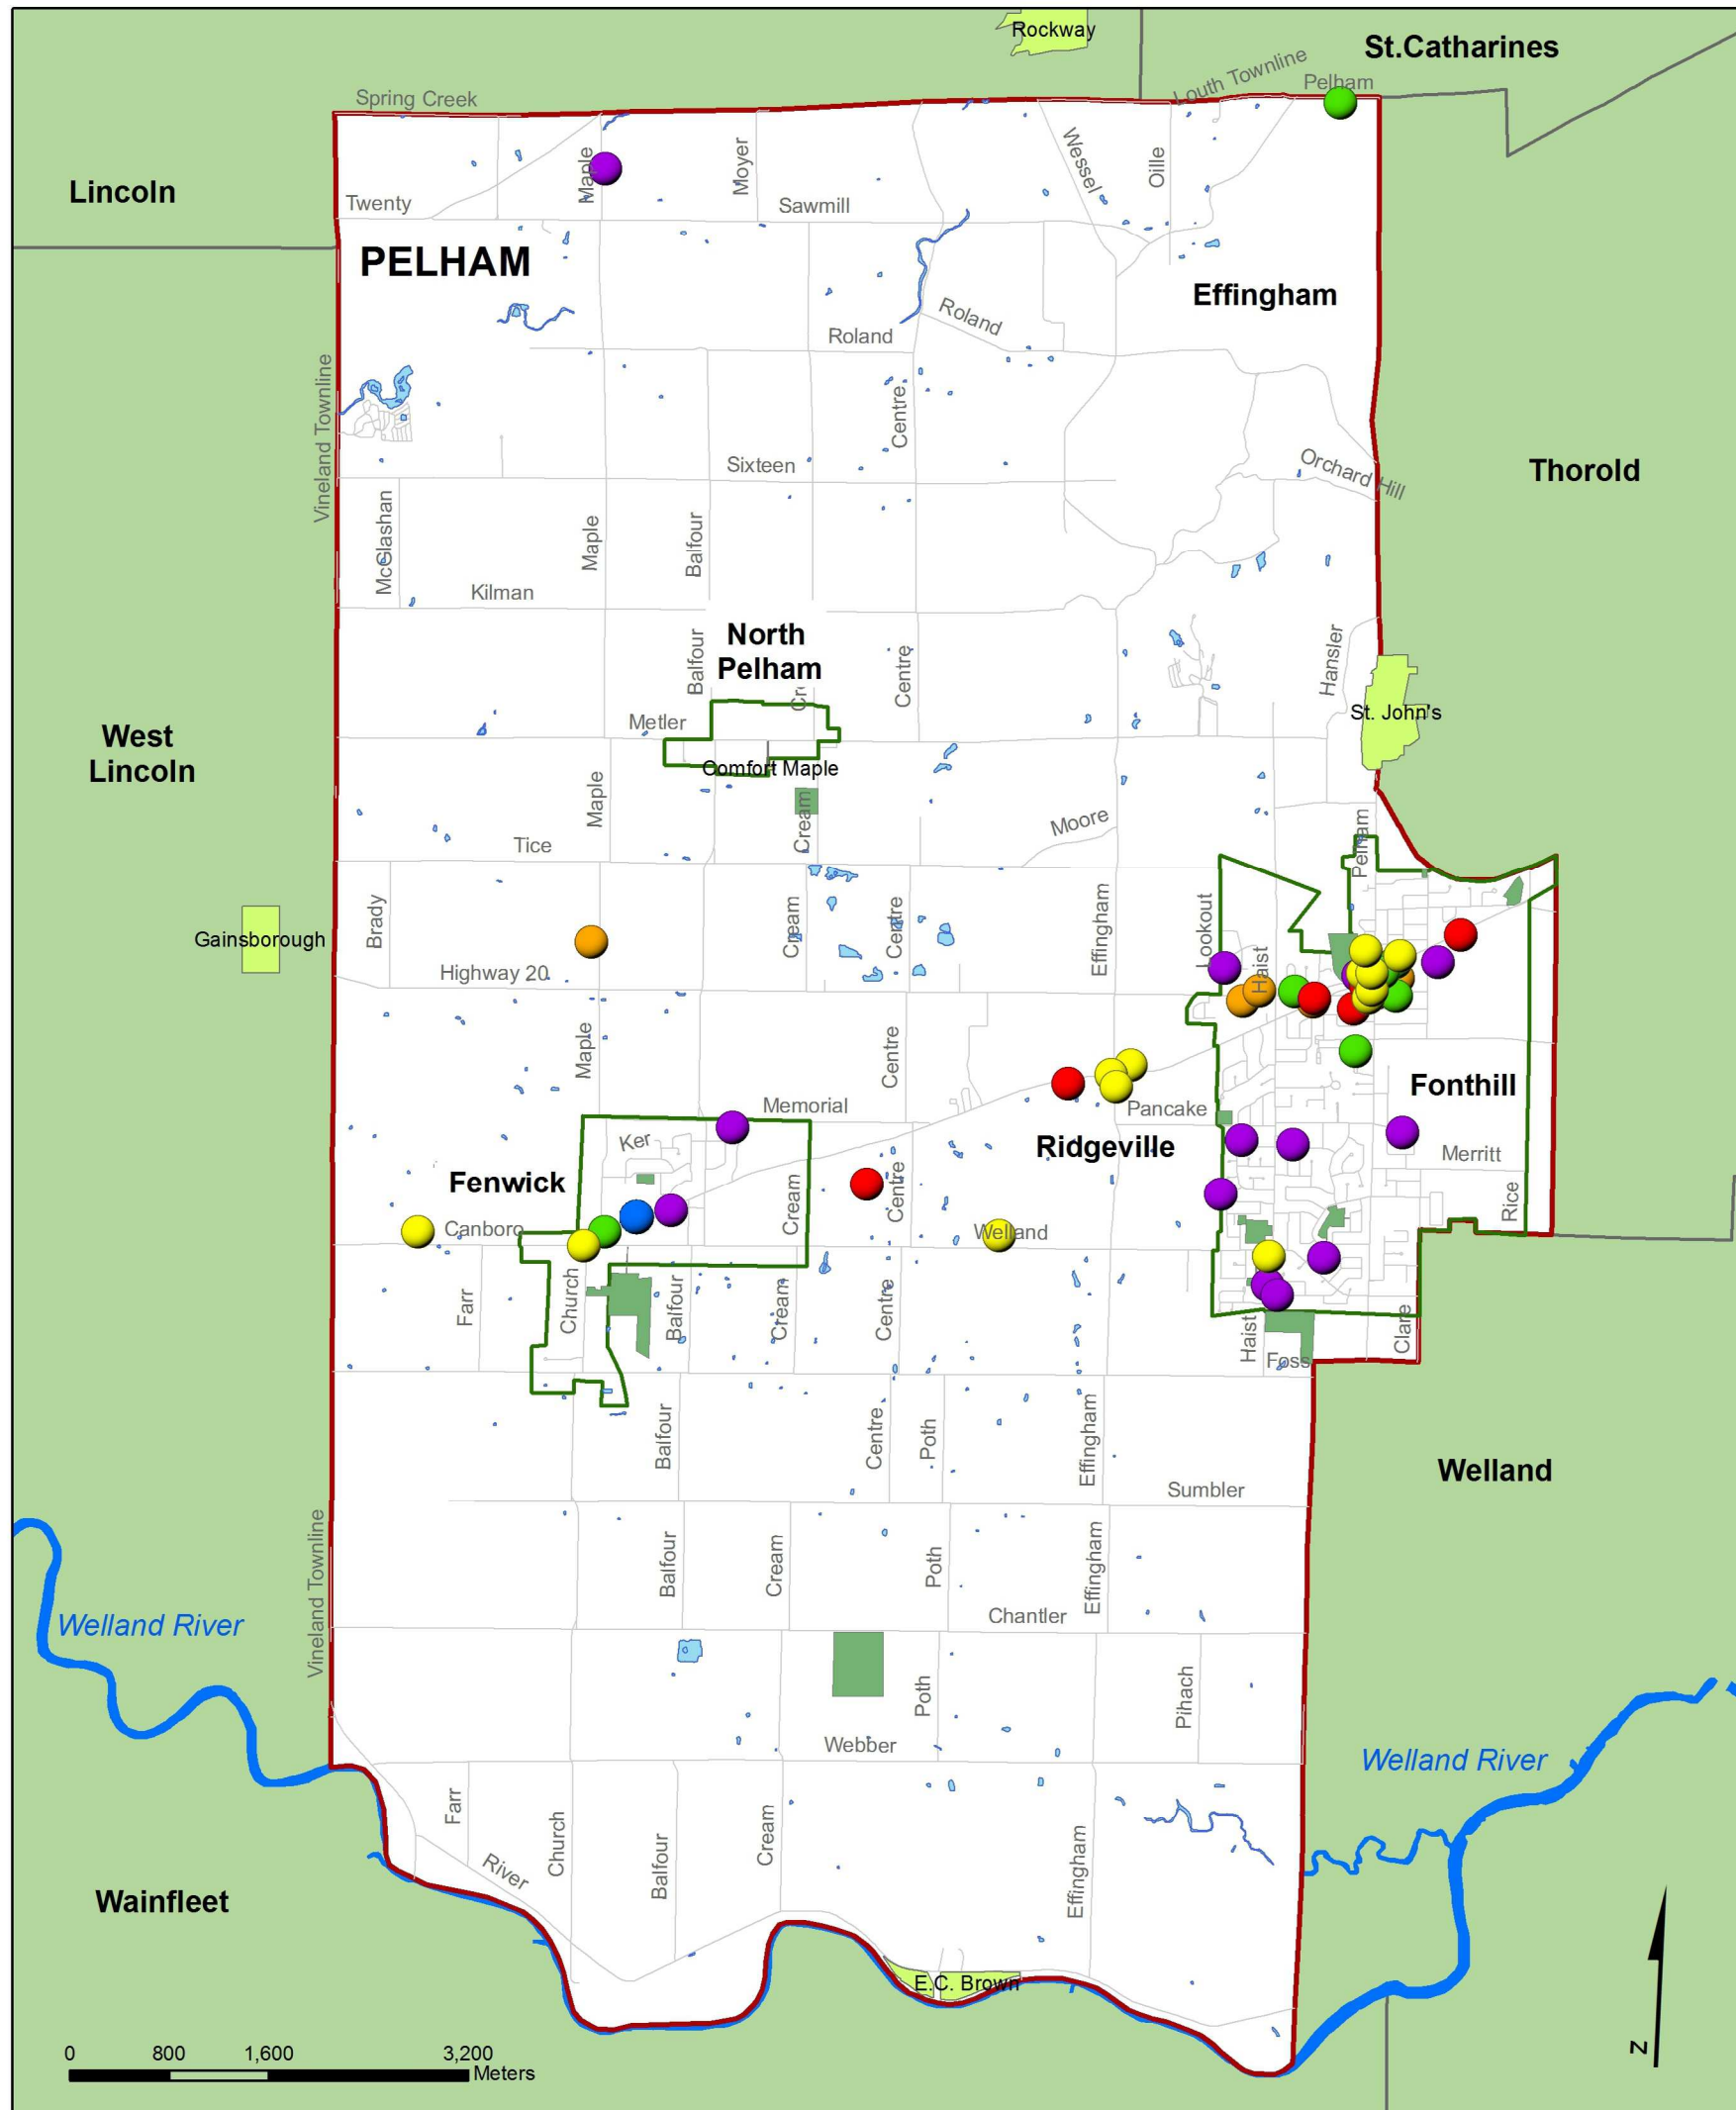 Rockway
St.Catharines
Louth Townline
Pelham
Spring Creek
Lincoln
Maple
Moyer
Wessel
Oille
Twenty
Sawmill
PELHAM
Effingham
Roland
Roland
Vineland Townline
Centre
Sixteen
Orchard Hill
Thorold
McGlashan
Maple
Balfour
Kilman
North
Pelham
Balfour
Centre
Hansler
Cr
St. John's
Metler
West
Lincoln
Comfort Maple
Maple
Cream
Moore
Pelham
Tice
Brady
Cream
Centre
Effingham
Lookout
Haist
Gainsborough
Highway 20
Maple
Centre
Fonthill
Memorial
Pancake
Ker
Ridgeville
Merritt
Fenwick
Cream
Centre
Rice
Canboro
Welland
Farr
Church
Balfour
Cream
Centre
Haist
Clare
Foss
Balfour
Centre
Poth
Effingham
Welland
Sumbler
Vineland Townline
Balfour
Cream
Poth
Effingham
Chantler
Welland River
Poth
Pihach
Webber
Welland River
Farr
Church
Balfour
Cream
Effingham
River
Wainfleet
E.C. Brown
0 800 1,600 3,200
Meters
N